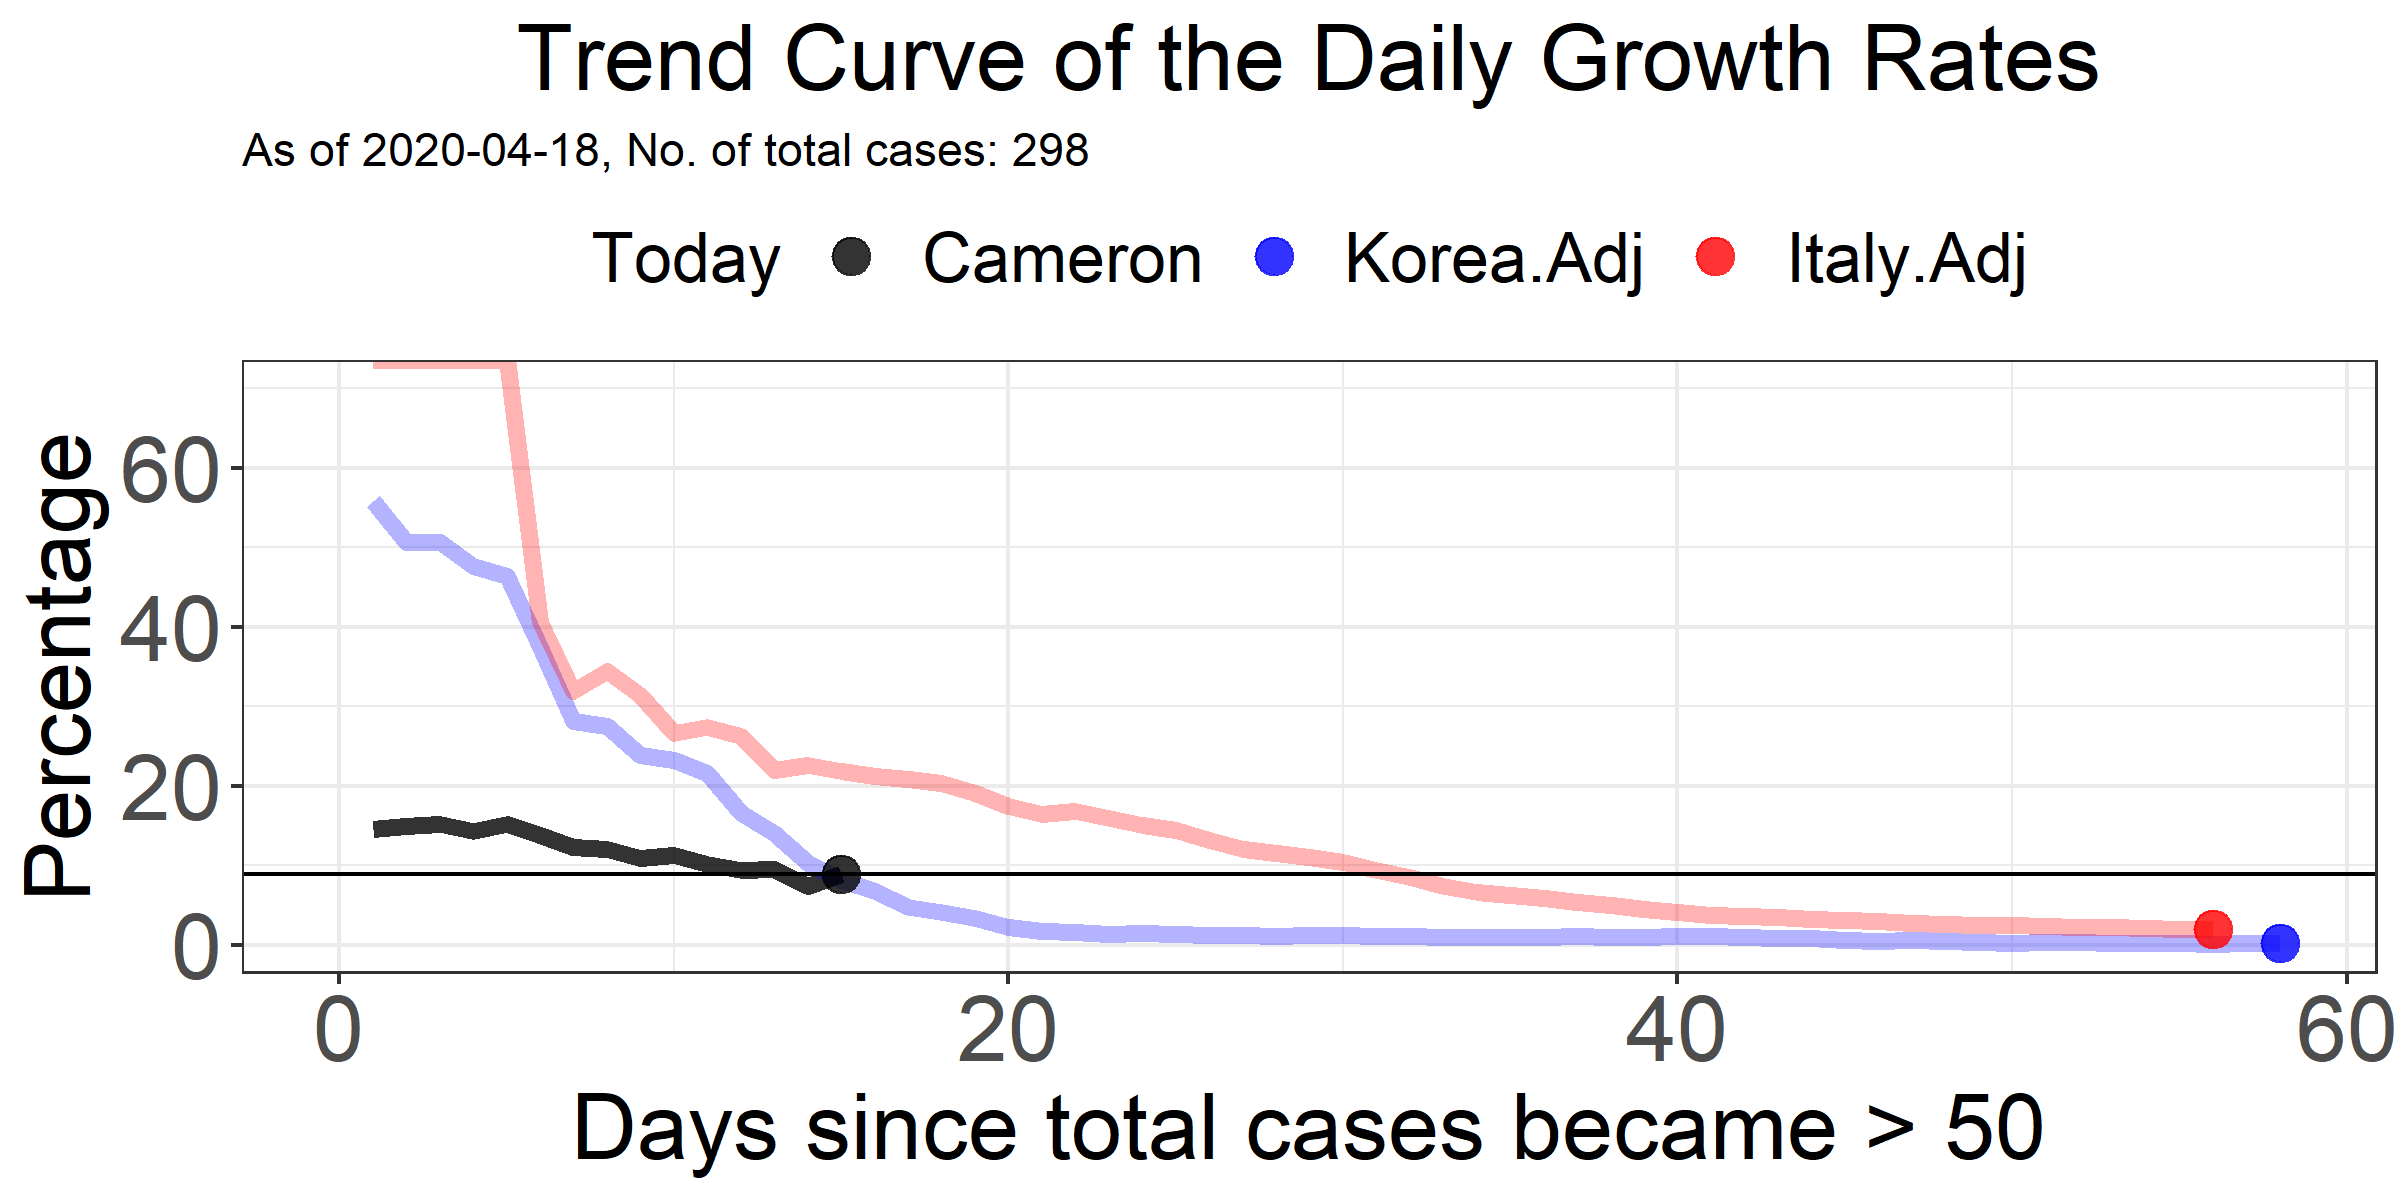 Trend Curve of the Daily Growth Rates
As of 2020-04-18, No. of total cases: 298
Today Cameron Korea.Adj Italy.Adj
Percentage
60
40
20
0
0 20 40 60
Days since total cases became > 50